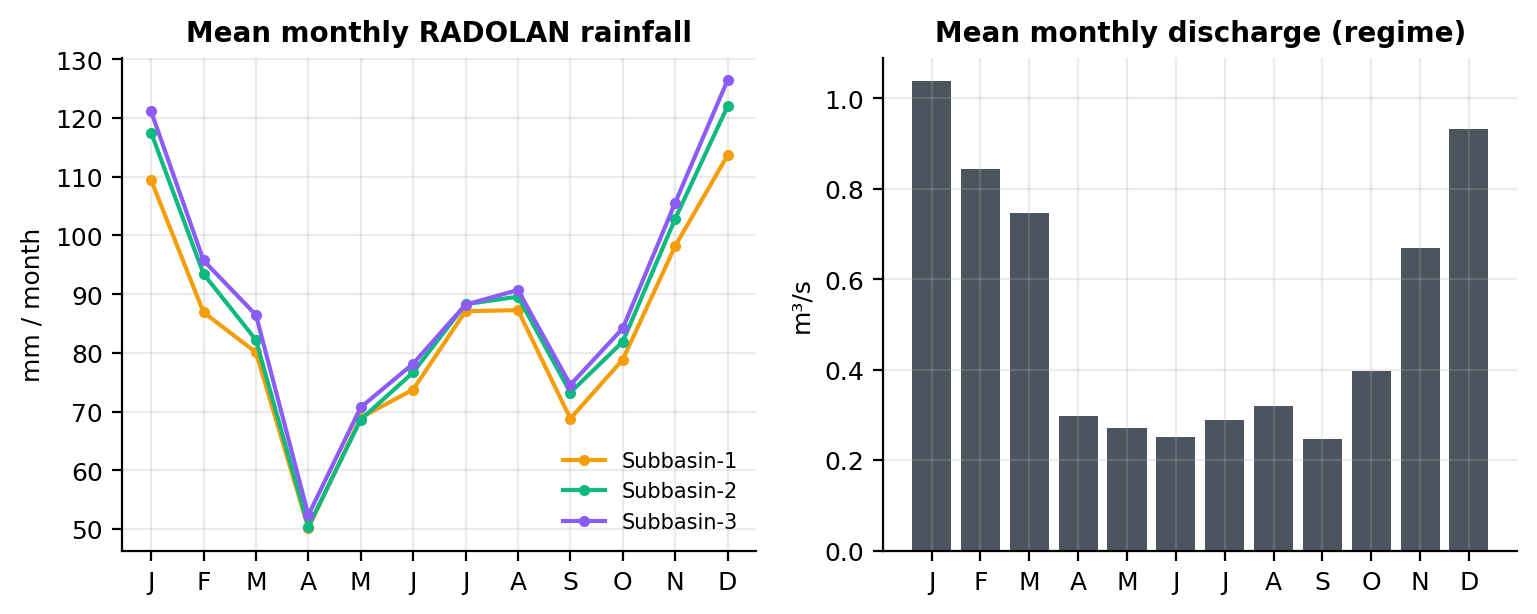 Mean monthly RADOLAN rainfall
mm / month
130
120
110
100
90
80
70
60
50
J F M A M J J A S O N D
Subbasin-1
Subbasin-2
Subbasin-3
Mean monthly discharge (regime)
m³/s
1.0
0.8
0.6
0.4
0.2
0.0
J F M A M J J A S O N D